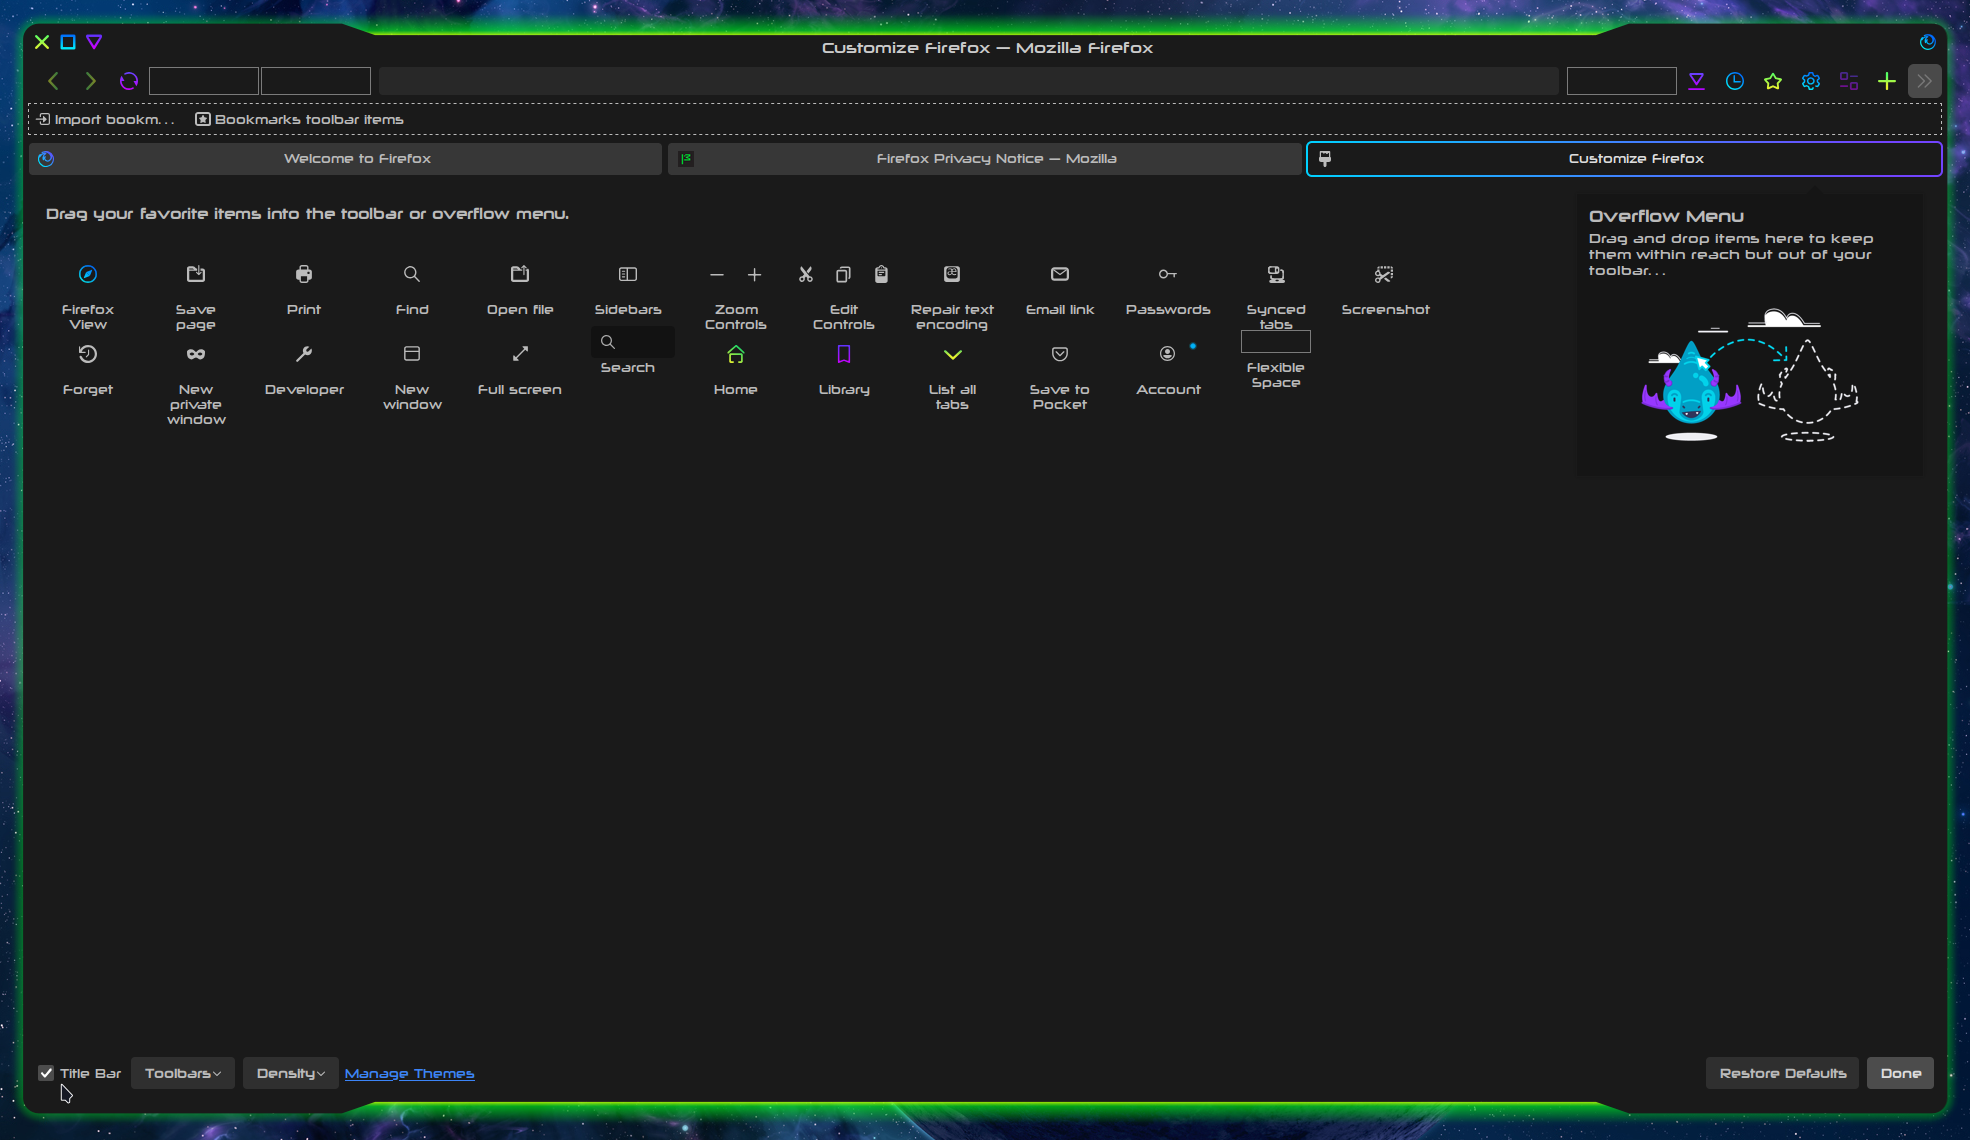 Customize Firefox — Mozilla Firefox
Import bookm...
Bookmarks toolbar items
Welcome to Firefox
Firefox Privacy Notice — Mozilla
Customize Firefox
Drag your favorite items into the toolbar or overflow menu.
Firefox
View
Save
page
Print
Find
Open file
Sidebars
Zoom
Controls
Edit
Controls
Repair text
encoding
Email link
Passwords
Synced
tabs
Screenshot
Forget
New
private
window
Developer
New
window
Full screen
Search
Home
Library
List all
tabs
Save to
Pocket
Account
Flexible
Space
Overflow Menu
Drag and drop items here to keep
them within reach but out of your
toolbar...
Title Bar
Toolbars
Density
Manage Themes
Restore Defaults
Done